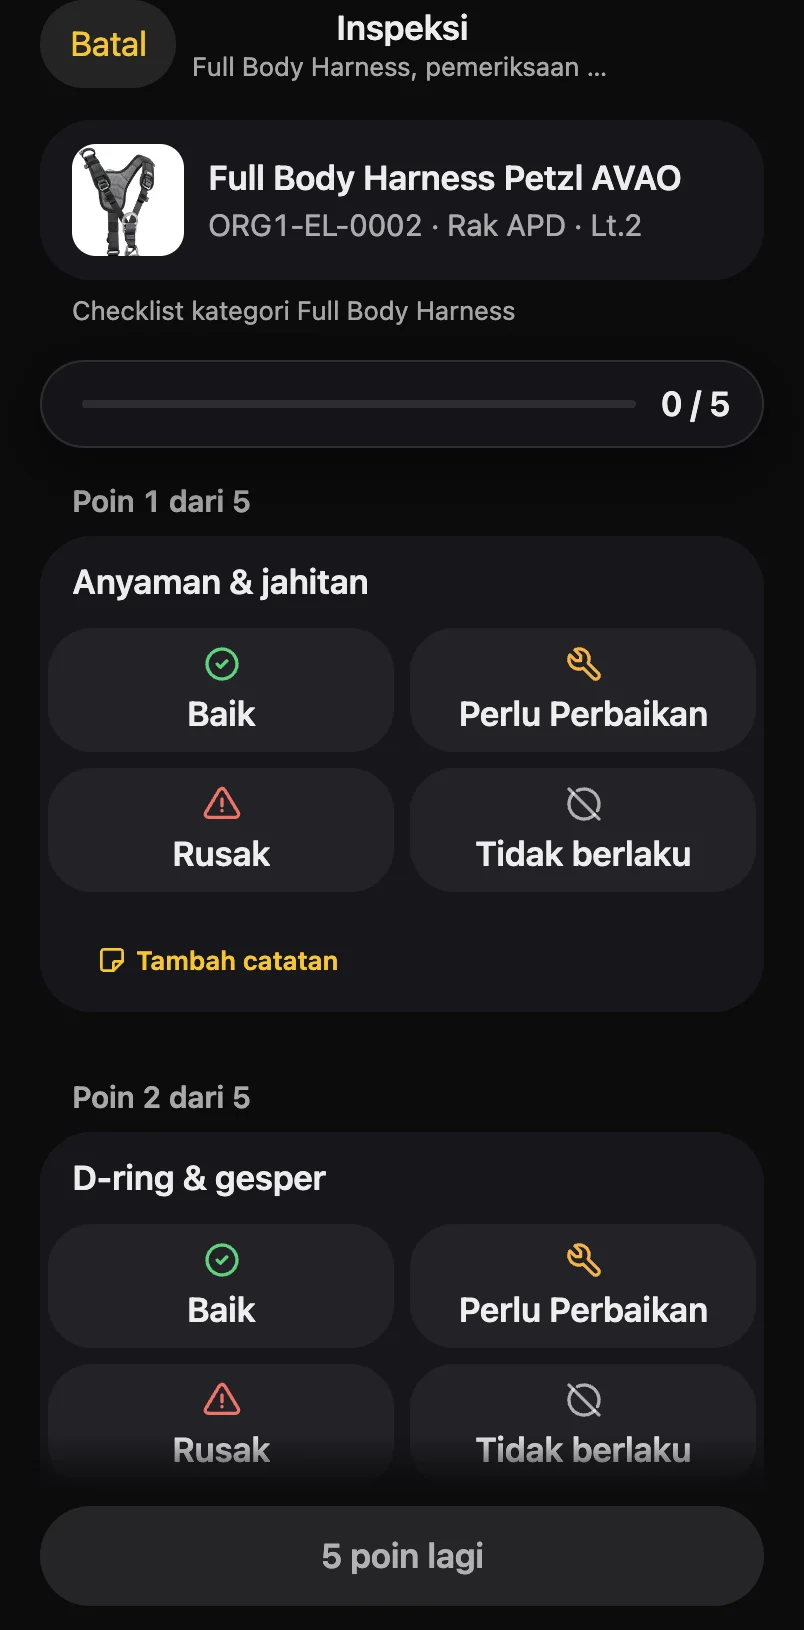 Batal
Inspeksi
Full Body Harness, pemeriksaan ...
Full Body Harness Petzl AVAO
ORG1-EL-0002 · Rak APD · Lt.2
Checklist kategori Full Body Harness
0 / 5
Poin 1 dari 5
Anyaman & jahitan
Baik
Perlu Perbaikan
Rusak
Tidak berlaku
Tambah catatan
Poin 2 dari 5
D-ring & gesper
Baik
Perlu Perbaikan
Rusak
Tidak berlaku
5 poin lagi